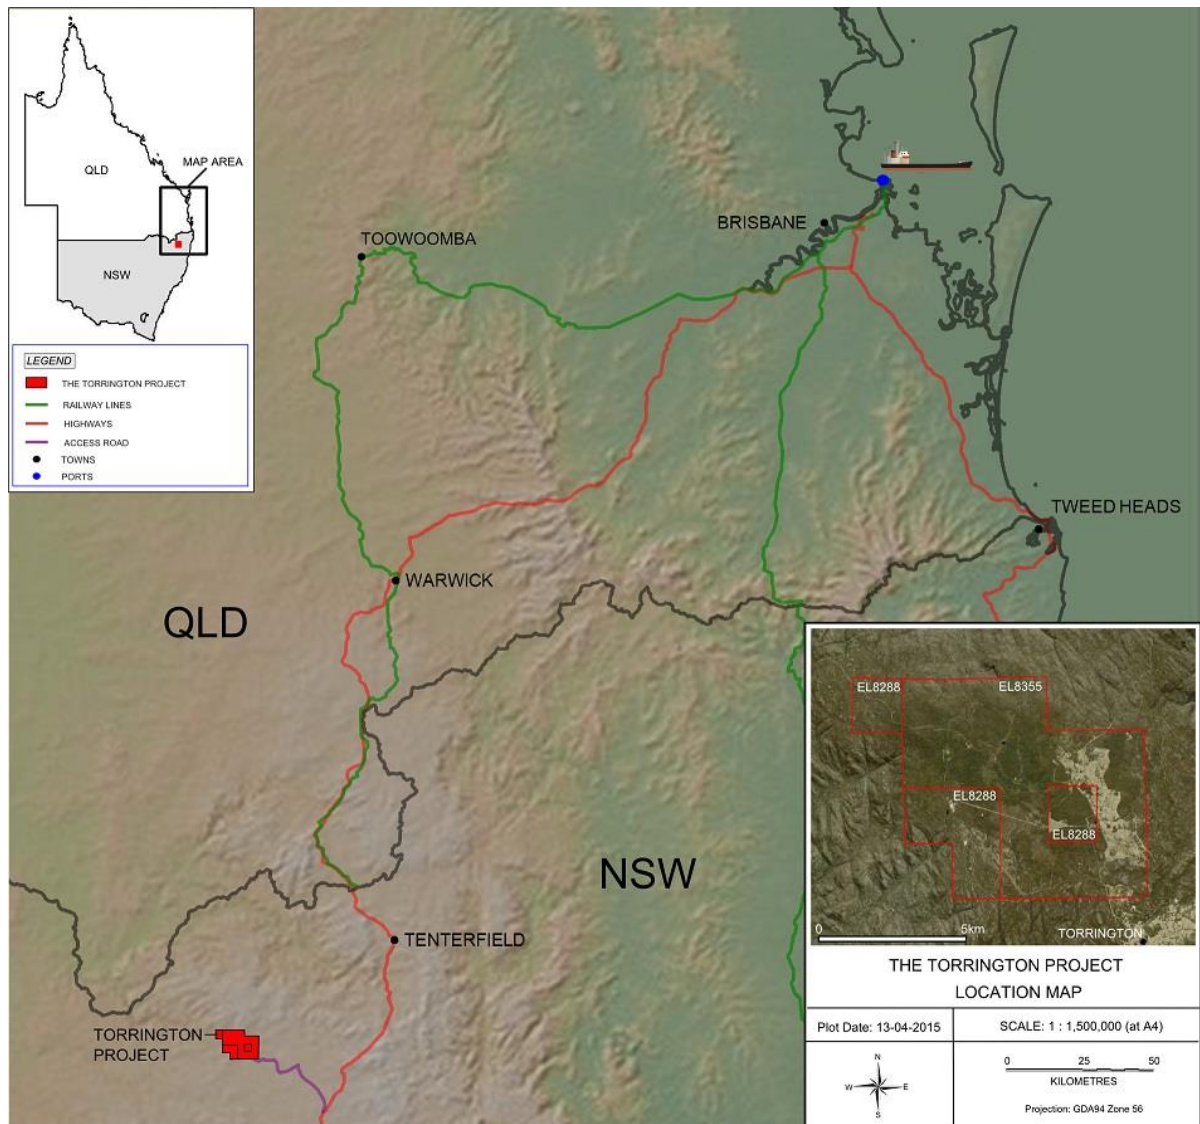 QLD
MAP AREA
NSW
LEGEND
THE TORRINGTON PROJECT
RAILWAY LINES
HIGHWAYS
ACCESS ROAD
TOWNS
PORTS
BRISBANE
TOOWOOMBA
TWEED HEADS
WARWICK
QLD
NSW
TENTERFIELD
TORRINGTON
PROJECT
EL8288
EL8355
EL8288
EL8288
0
5km
TORRINGTON
THE TORRINGTON PROJECT
LOCATION MAP
Plot Date: 13-04-2015
SCALE: 1 : 1,500,000 (at A4)
N
W
E
S
0 25 50
KILOMETRES
Projection: GDA94 Zone 56